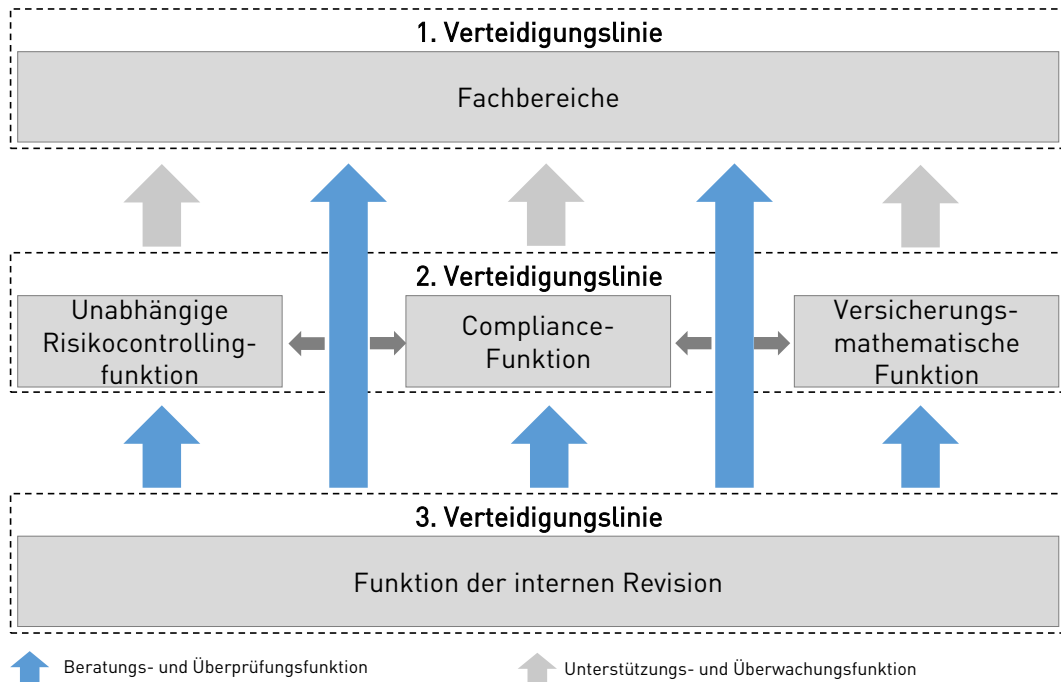 1. Verteidigungslinie
Fachbereiche
2. Verteidigungslinie
Unabhängige
Risikocontrolling-
funktion
Compliance-
Funktion
Versicherungs-
mathematische
Funktion
3. Verteidigungslinie
Funktion der internen Revision
Beratungs- und Überprüfungsfunktion
Unterstützungs- und Überwachungsfunktion